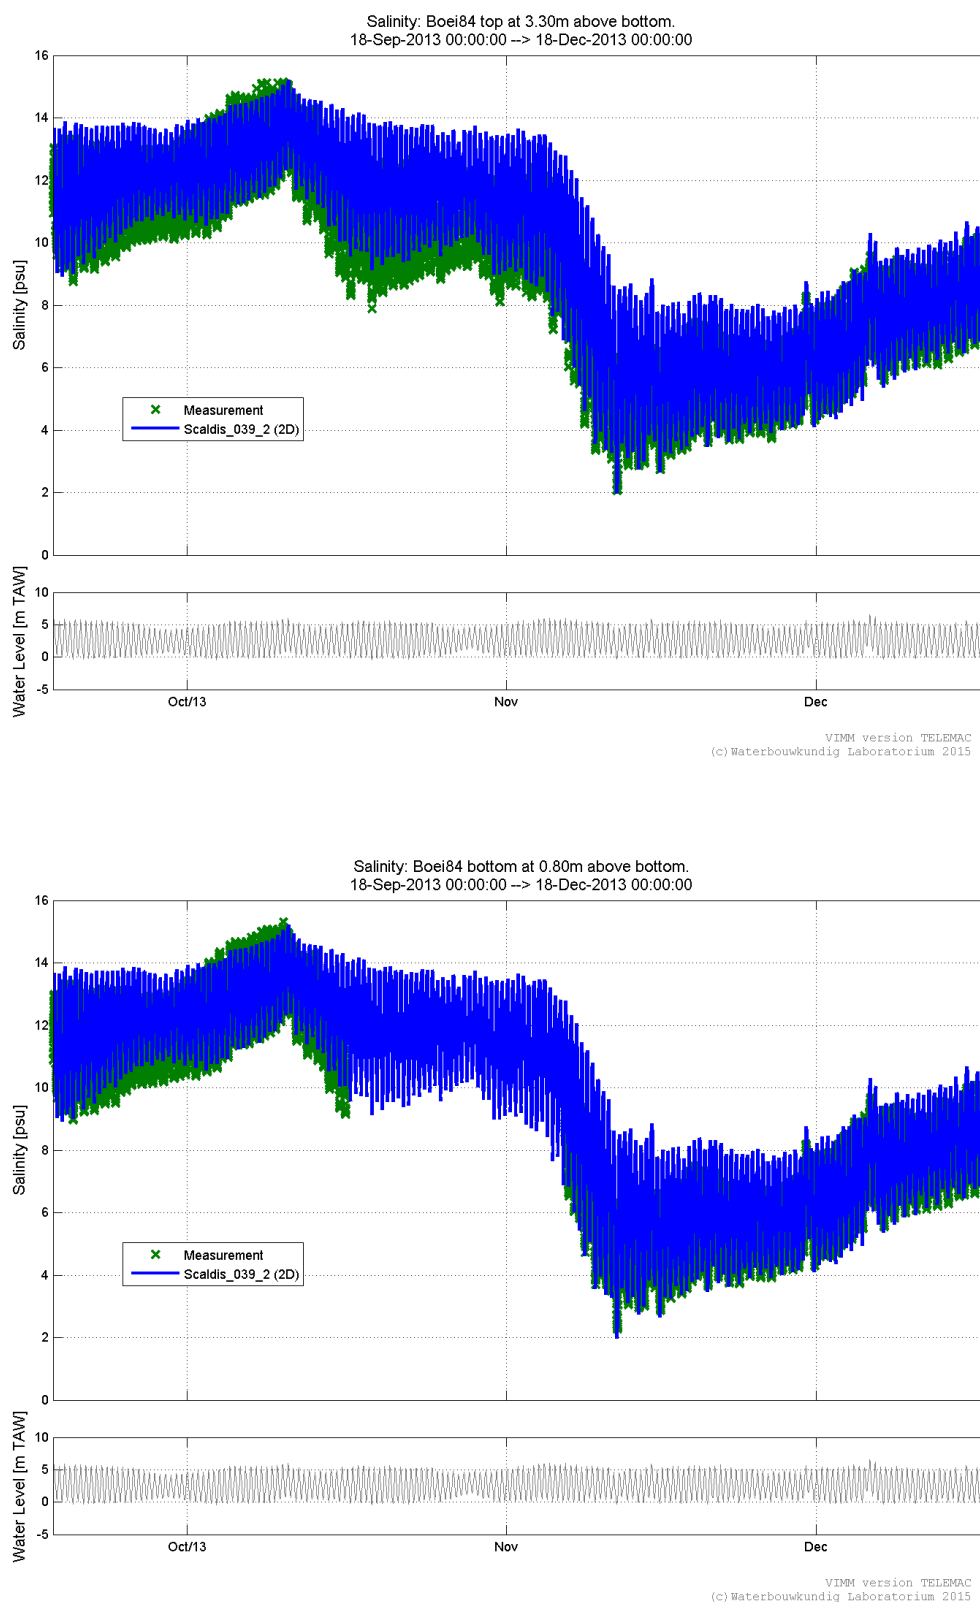 Salinity: Boei84 top at 3.30m above bottom.
18-Sep-2013 00:00:00 --> 18-Dec-2013 00:00:00
16
14
12
10
8
6
4
2
0
Salinity [psu]
Measurement
Scaldis_039_2 (2D)
10
5
0
-5
Water Level [m TAW]
Oct/13
Nov
Dec
VIMM version TELEMAC
(c)Waterbouwkundig Laboratorium 2015
Salinity: Boei84 bottom at 0.80m above bottom.
18-Sep-2013 00:00:00 --> 18-Dec-2013 00:00:00
16
14
12
10
8
6
4
2
0
Salinity [psu]
Measurement
Scaldis_039_2 (2D)
10
5
0
-5
Water Level [m TAW]
Oct/13
Nov
Dec
VIMM version TELEMAC
(c)Waterbouwkundig Laboratorium 2015